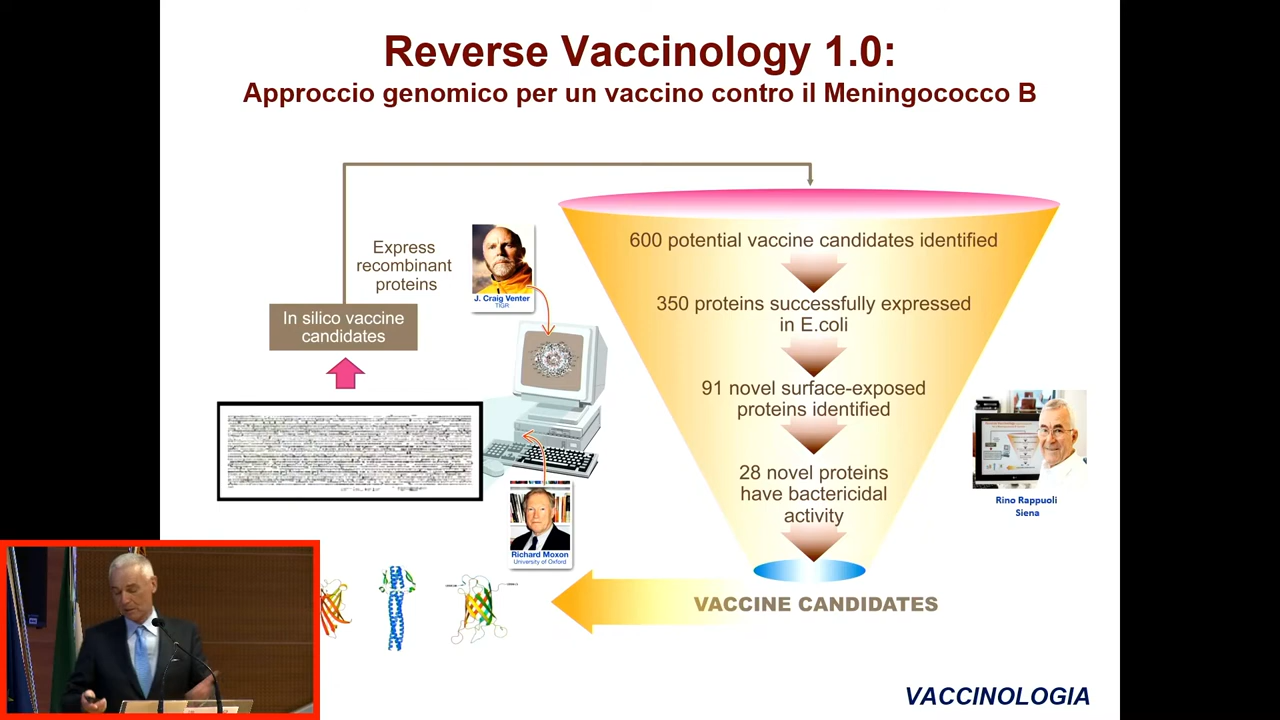 Reverse Vaccinology 1.0:
Approccio genomico per un vaccino contro il Meningococco B
Express
recombinant
proteins
J. Craig Venter
TIGR
In silico vaccine
candidates
600 potential vaccine candidates identified
350 proteins successfully expressed
in E.coli
91 novel surface-exposed
proteins identified
28 novel proteins
have bactericidal
activity
Rino Rappuoli
Siena
Richard Moxon
University of Oxford
VACCINE CANDIDATES
VACCINOLOGIA